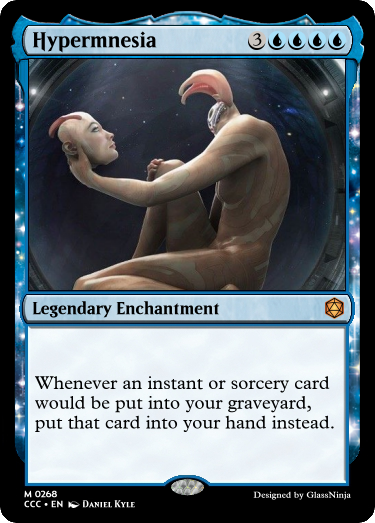 Hypermnesia 3
Legendary Enchantment
Whenever an instant or sorcery card
would be put into your graveyard,
put that card into your hand instead.
M 0268
CCC • EN Daniel Kyle
Designed by GlassNinja